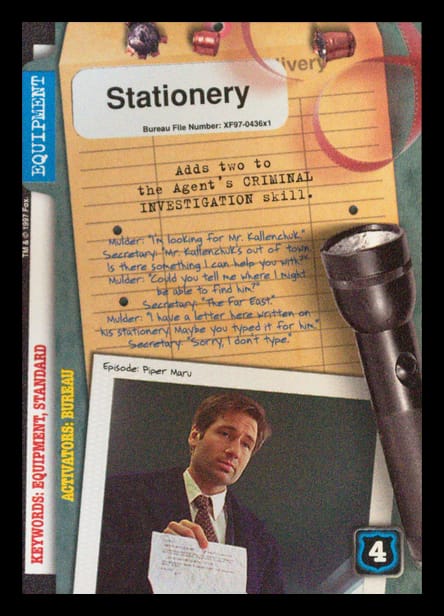 livery
Stationery
Bureau File Number: XF97-0436x1
EQUIPMENT
Adds two to
the Agent's CRIMINAL
INVESTIGATION skill.
Mulder: "I'm looking for Mr. Kallenchuk."
Secretary: "Mr. Kallenchuk's out of town.
Is there something I can help you with?"
Mulder: "Could you tell me where I might
be able to find him?"
Secretary: "The Far East."
Mulder: "I have a letter here written on
his stationery. Maybe you typed it for him."
Secretary: "Sorry, I don't type."
Episode: Piper Maru
TM & © 1997 Fox.
KEYWORDS: EQUIPMENT, STANDARD
ACTIVATORS: BUREAU
4